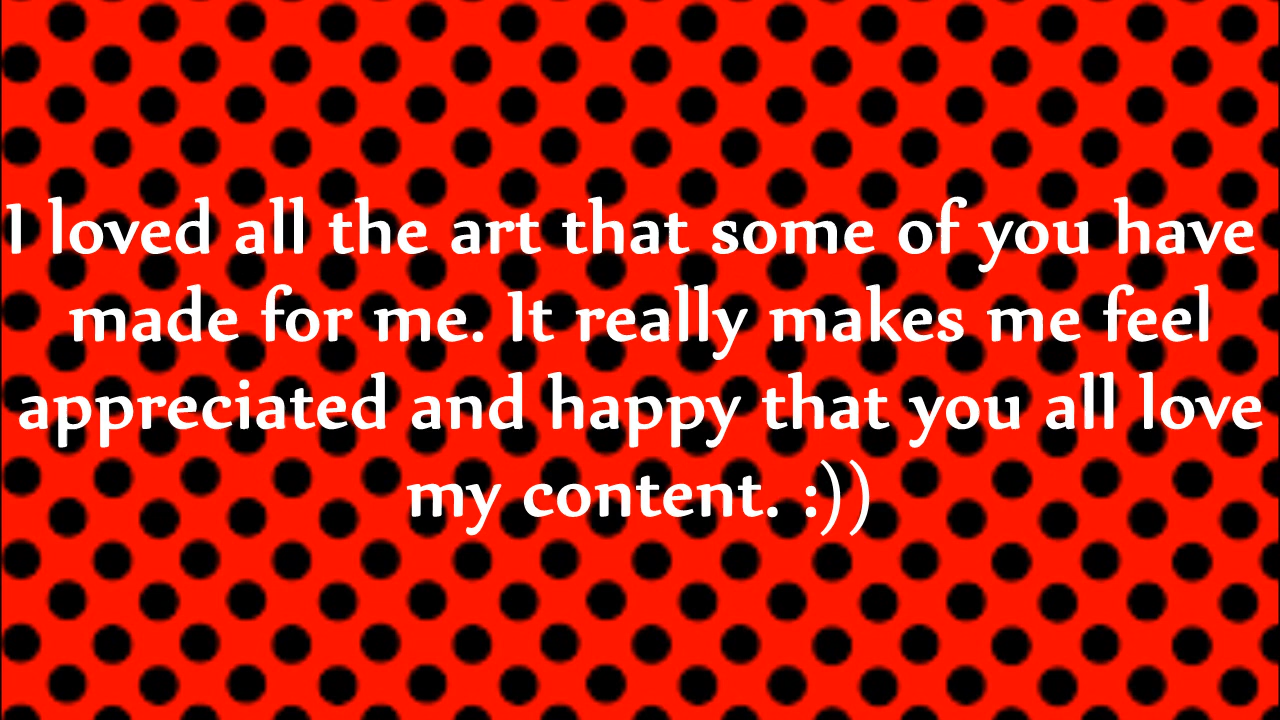 I loved all the art that some of you have
made for me. It really makes me feel
appreciated and happy that you all love
my content. :))